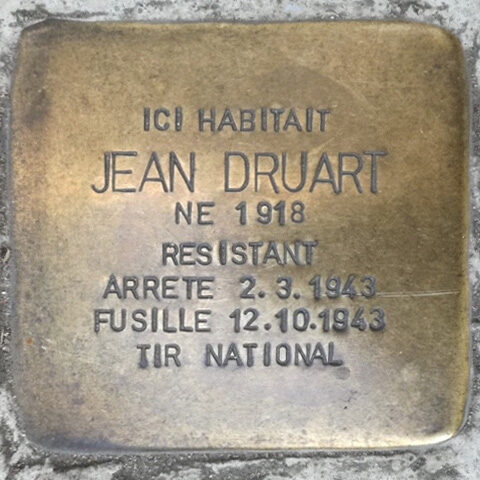 ICI HABITAIT
JEAN DRUART
NE 1918
RESISTANT
ARRETE 2.3.1943
FUSILLE 12.10.1943
TIR NATIONAL